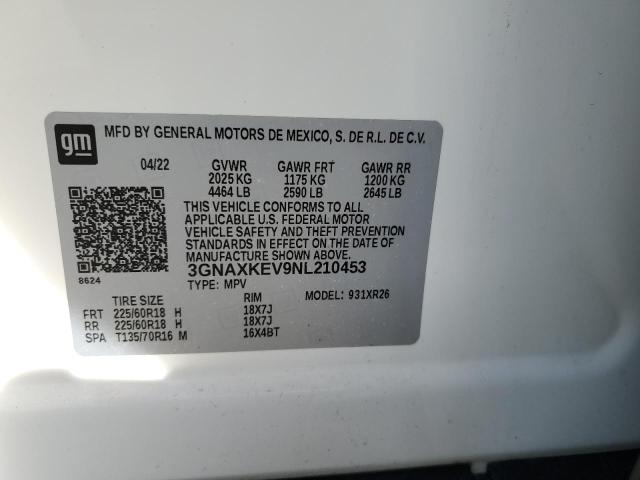 gm
MFD BY GENERAL MOTORS DE MEXICO, S. DE R.L. DE C.V.
04/22 GVWR GAWR FRT GAWR RR
2025 KG 1175 KG 1200 KG
4464 LB 2590 LB 2645 LB
THIS VEHICLE CONFORMS TO ALL
APPLICABLE U.S. FEDERAL MOTOR
VEHICLE SAFETY AND THEFT PREVENTION
STANDARDS IN EFFECT ON THE DATE OF
MANUFACTURE SHOWN ABOVE.
8624 3GNAXKEV9NL210453
TYPE: MPV MODEL: 931XR26
TIRE SIZE RIM
FRT 225/60R18 H 18X7J
RR 225/60R18 H 18X7J
SPA T135/70R16 M 16X4BT